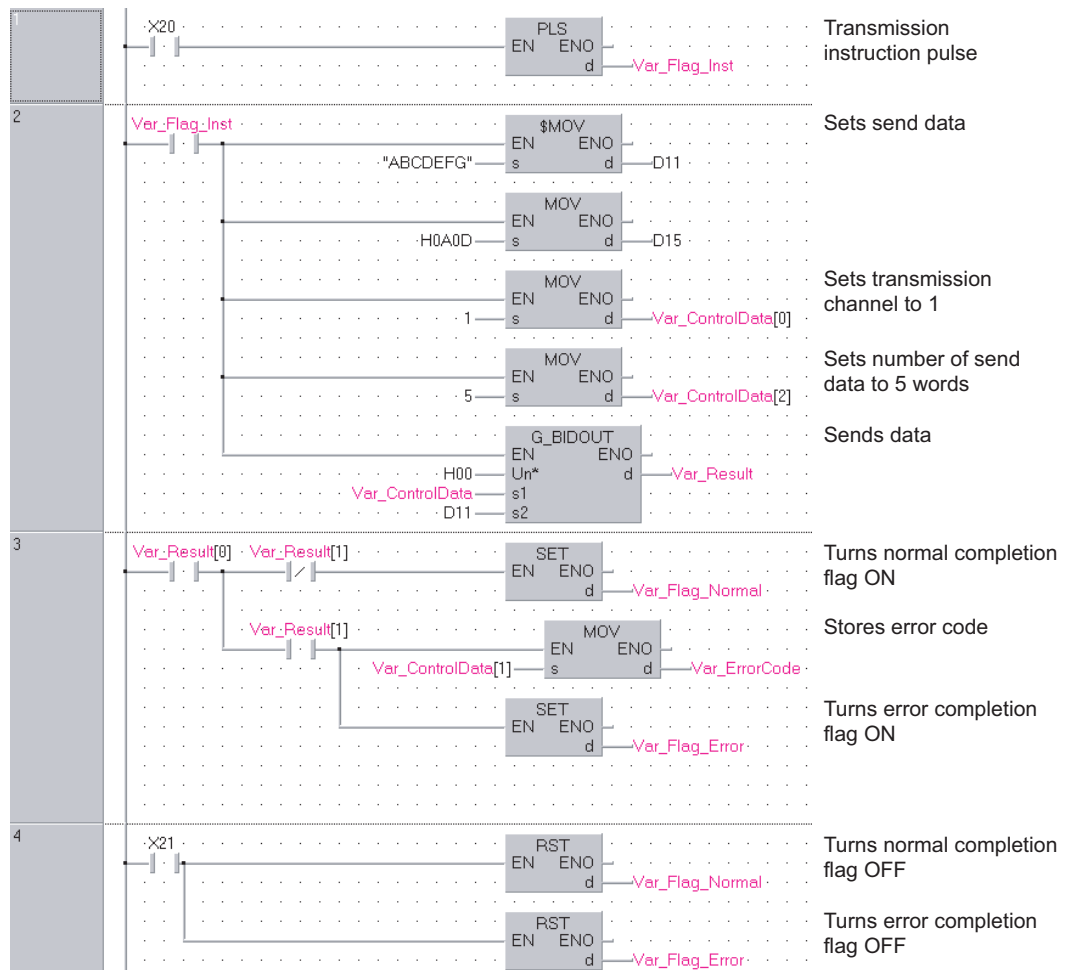 1
X20
PLS
EN ENO
d
Var_Flag_Inst
Transmission
instruction pulse
2
Var_Flag_Inst
$MOV
EN ENO
"ABCDEFG"
s d
D11
Sets send data
MOV
EN ENO
H0A0D
s d
D15
MOV
EN ENO
1
s d
Var_ControlData[0]
Sets transmission
channel to 1
MOV
EN ENO
5
s d
Var_ControlData[2]
Sets number of send
data to 5 words
G_BIDOUT
EN ENO
H00
Un* d
Var_Result
Var_ControlData
s1
D11
s2
Sends data
3
Var_Result[0] Var_Result[1]
SET
EN ENO
d
Var_Flag_Normal
Turns normal completion
flag ON
Var_Result[1]
MOV
EN ENO
Var_ControlData[1]
s d
Var_ErrorCode
Stores error code
SET
EN ENO
d
Var_Flag_Error
Turns error completion
flag ON
4
X21
RST
EN ENO
d
Var_Flag_Normal
Turns normal completion
flag OFF
RST
EN ENO
d
Var_Flag_Error
Turns error completion
flag OFF